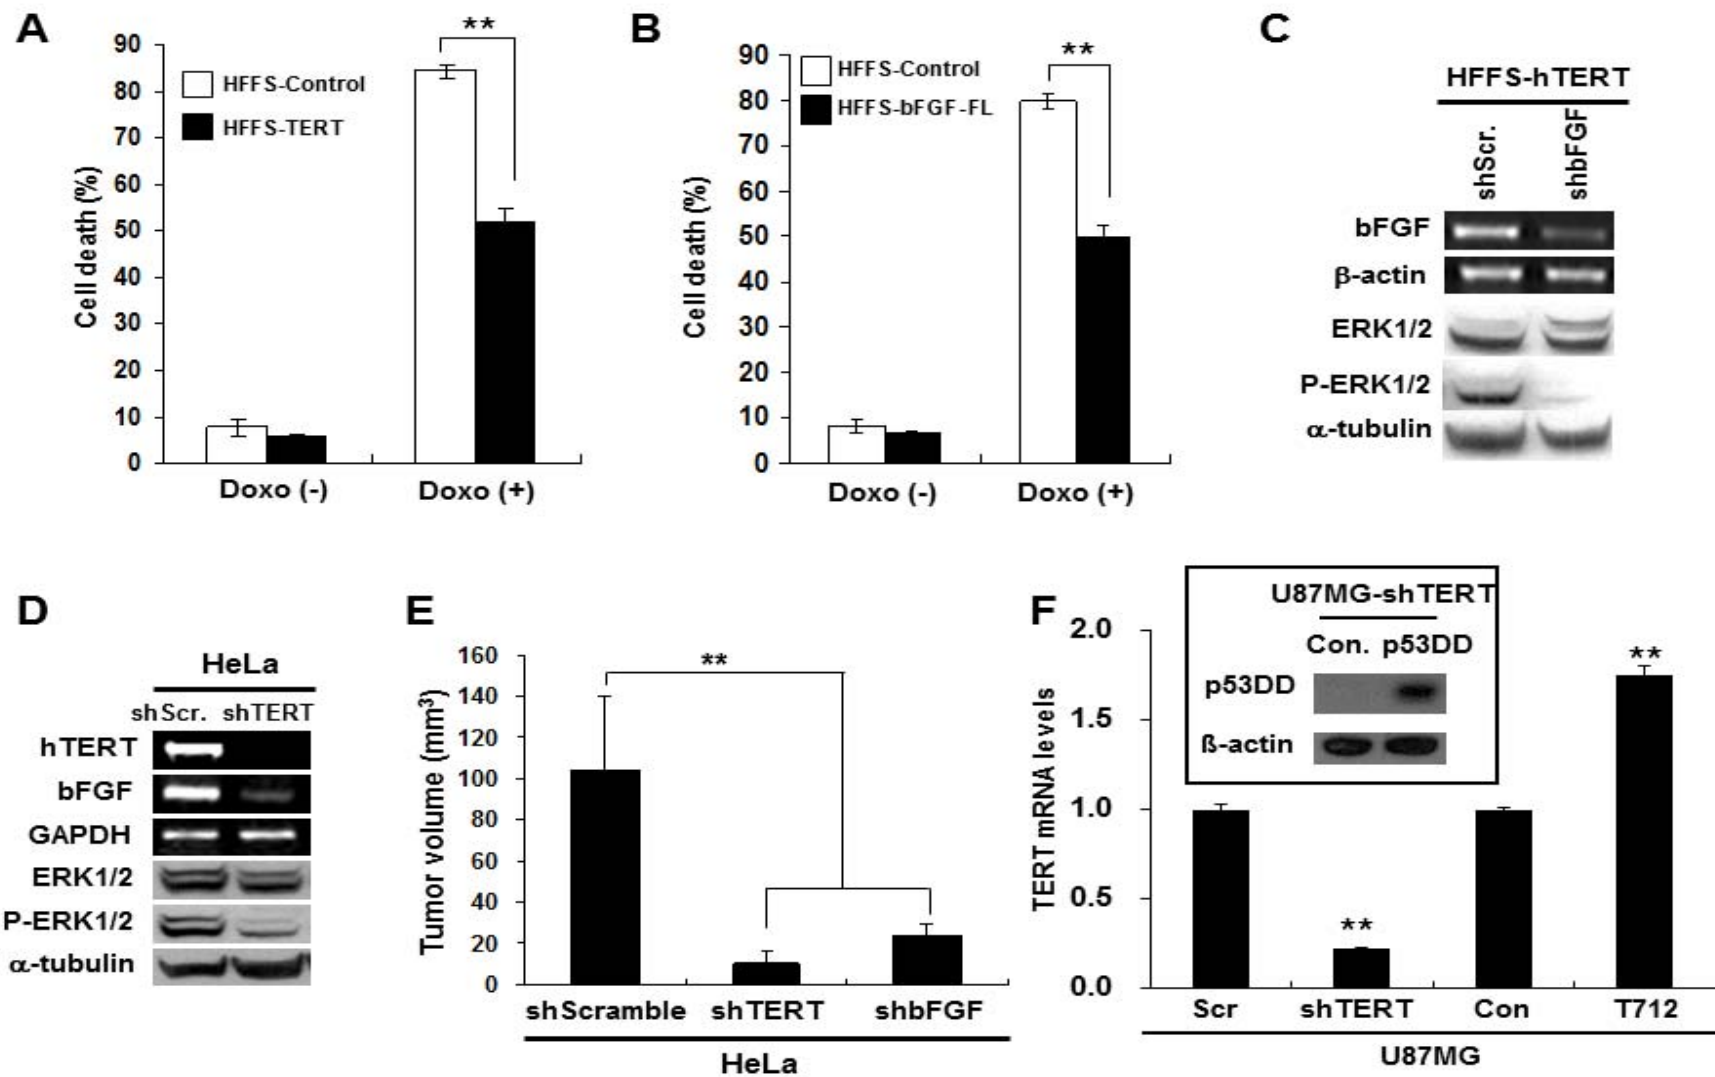 A
**
90
80
70
60
50
40
30
20
10
0
Cell death (%)
HFFS-Control
HFFS-TERT
Doxo (-)
Doxo (+)
B
**
90
80
70
60
50
40
30
20
10
0
Cell death (%)
HFFS-Control
HFFS-bFGF-FL
Doxo (-)
Doxo (+)
C
HFFS-hTERT
shScr.
shbFGF
bFGF
β-actin
ERK1/2
P-ERK1/2
α-tubulin
D
HeLa
shScr. shTERT
hTERT
bFGF
GAPDH
ERK1/2
P-ERK1/2
α-tubulin
E
**
160
140
120
100
80
60
40
20
0
Tumor volume (mm³)
shScramble
shTERT
shbFGF
HeLa
F
2.0
1.5
1.0
0.5
0.0
TERT mRNA levels
U87MG-shTERT
Con. p53DD
p53DD
ß-actin
**
**
Scr
shTERT
Con
T712
U87MG